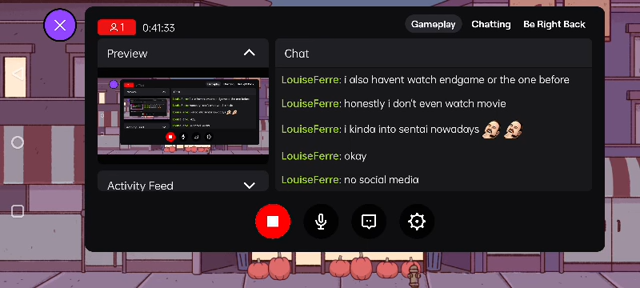 1 0:41:33 Gameplay Chatting Be Right Back
Preview
Chat
LouiseFerre: i also havent watch endgame or the one before
LouiseFerre: honestly i don't even watch movie
LouiseFerre: i kinda into sentai nowadays
LouiseFerre: okay
LouiseFerre: no social media
Activity Feed